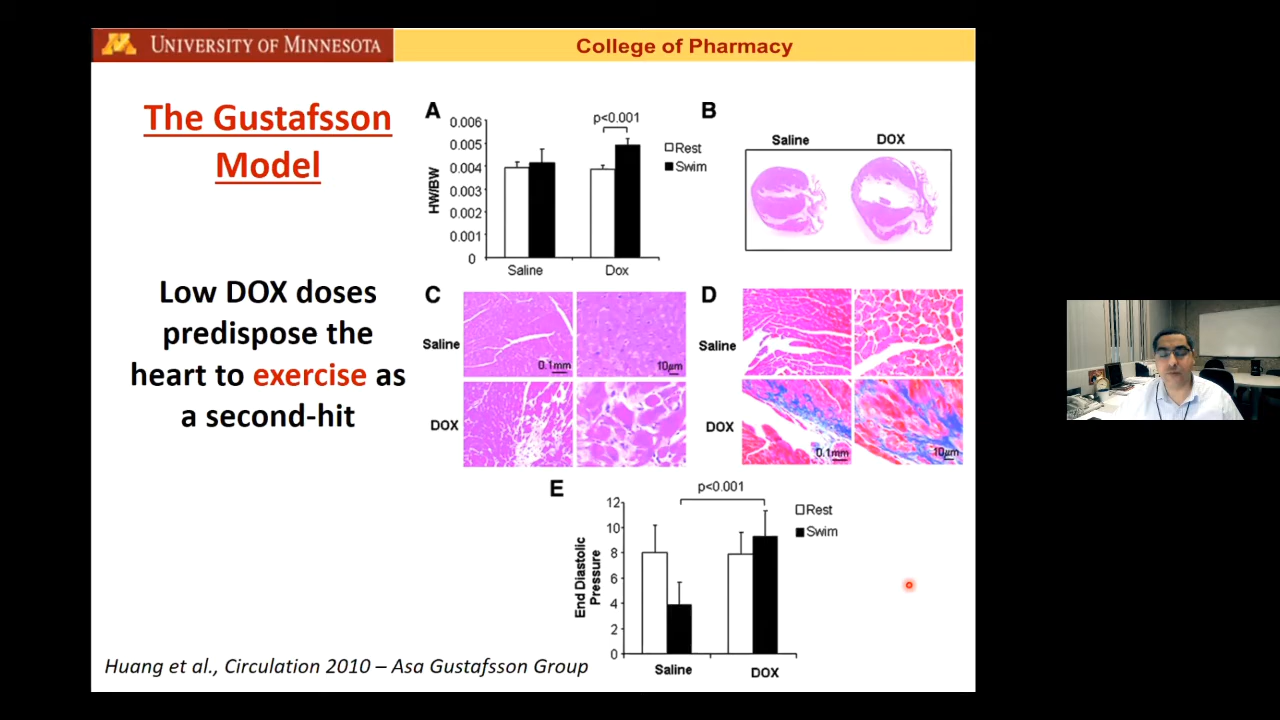 UNIVERSITY OF MINNESOTA
College of Pharmacy
The Gustafsson
Model
Low DOX doses
predispose the
heart to exercise as
a second-hit
A
0.006
0.005
0.004
0.003
0.002
0.001
0
HW/BW
p<0.001
Rest
Swim
Saline
Dox
B
Saline
DOX
C
Saline
0.1mm
10µm
DOX
D
Saline
DOX
0.1mm
10µm
E
12
10
8
6
4
2
0
End Diastolic
Pressure
p<0.001
Rest
Swim
Saline
DOX
Huang et al., Circulation 2010 – Asa Gustafsson Group